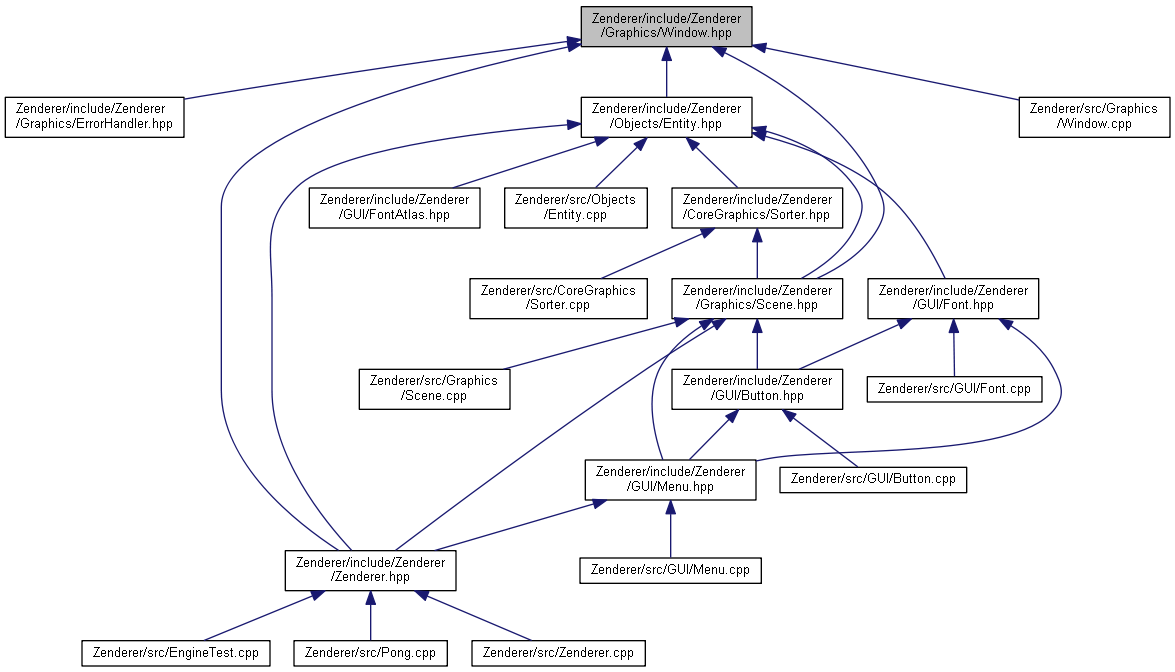 Zenderer/include/Zenderer
/Graphics/Window.hpp
Zenderer/include/Zenderer
/Graphics/ErrorHandler.hpp
Zenderer/include/Zenderer
/Objects/Entity.hpp
Zenderer/src/Graphics
/Window.cpp
Zenderer/include/Zenderer
/GUI/FontAtlas.hpp
Zenderer/src/Objects
/Entity.cpp
Zenderer/include/Zenderer
/CoreGraphics/Sorter.hpp
Zenderer/src/CoreGraphics
/Sorter.cpp
Zenderer/include/Zenderer
/Graphics/Scene.hpp
Zenderer/include/Zenderer
/GUI/Font.hpp
Zenderer/src/Graphics
/Scene.cpp
Zenderer/include/Zenderer
/GUI/Button.hpp
Zenderer/src/GUI/Font.cpp
Zenderer/include/Zenderer
/GUI/Menu.hpp
Zenderer/src/GUI/Button.cpp
Zenderer/include/Zenderer
/Zenderer.hpp
Zenderer/src/GUI/Menu.cpp
Zenderer/src/EngineTest.cpp
Zenderer/src/Pong.cpp
Zenderer/src/Zenderer.cpp